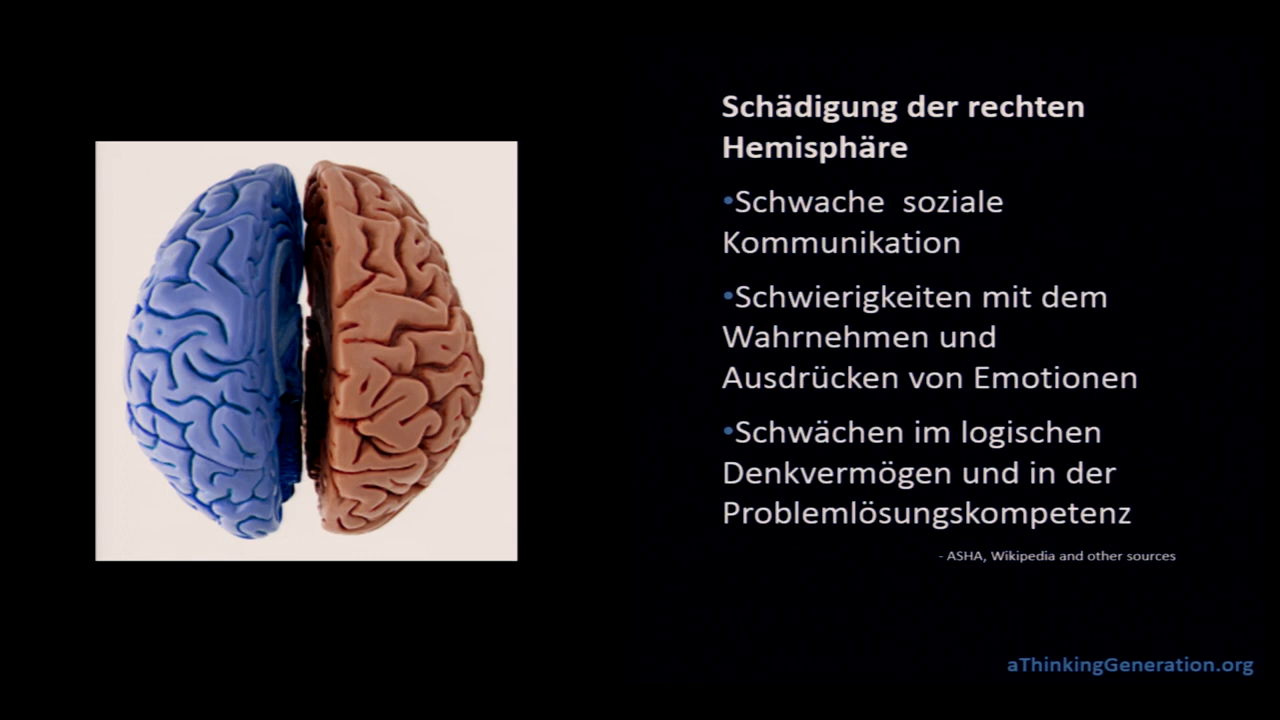 Schädigung der rechten
Hemisphäre
•Schwache soziale
Kommunikation
•Schwierigkeiten mit dem
Wahrnehmen und
Ausdrücken von Emotionen
•Schwächen im logischen
Denkvermögen und in der
Problemlösungskompetenz
- ASHA, Wikipedia and other sources
aThinkingGeneration.org